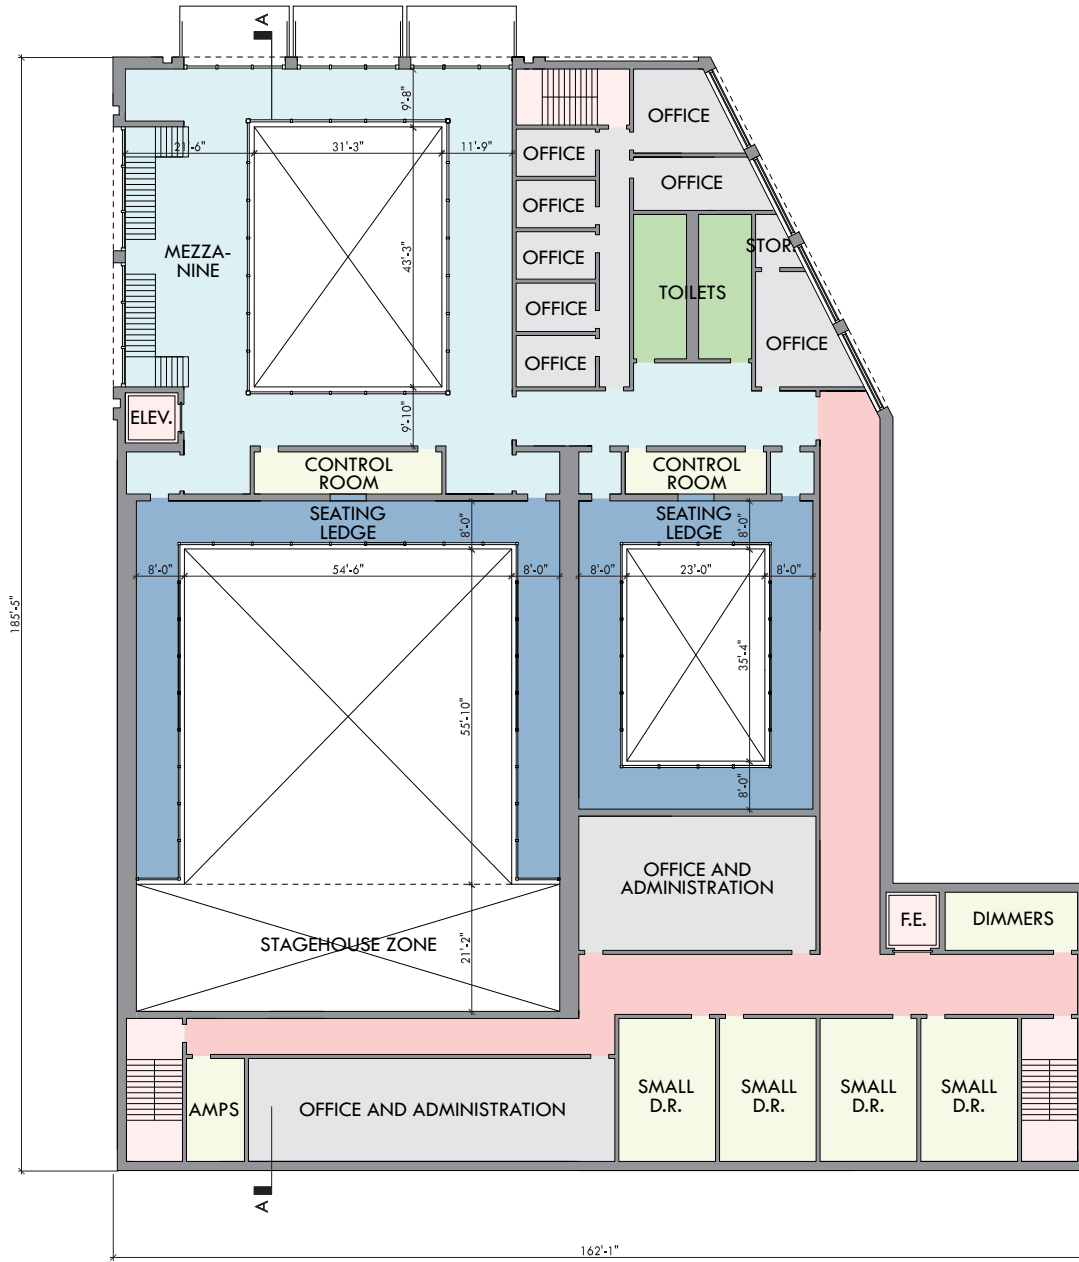 A
9'-8"
OFFICE
OFFICE
21'-6"
31'-3"
11'-9"
OFFICE
OFFICE
MEZZA-
NINE
43'-3"
OFFICE
STOR.
TOILETS
OFFICE
OFFICE
OFFICE
ELEV.
9'-10"
CONTROL
ROOM
CONTROL
ROOM
SEATING
LEDGE
8'-0"
SEATING
LEDGE
8'-0"
8'-0"
54'-6"
8'-0"
8'-0"
23'-0"
8'-0"
185'-5"
35'-4"
55'-10"
8'-0"
OFFICE AND
ADMINISTRATION
F.E.
DIMMERS
STAGEHOUSE ZONE
21'-2"
AMPS
OFFICE AND ADMINISTRATION
SMALL
D.R.
SMALL
D.R.
SMALL
D.R.
SMALL
D.R.
A
162'-1"